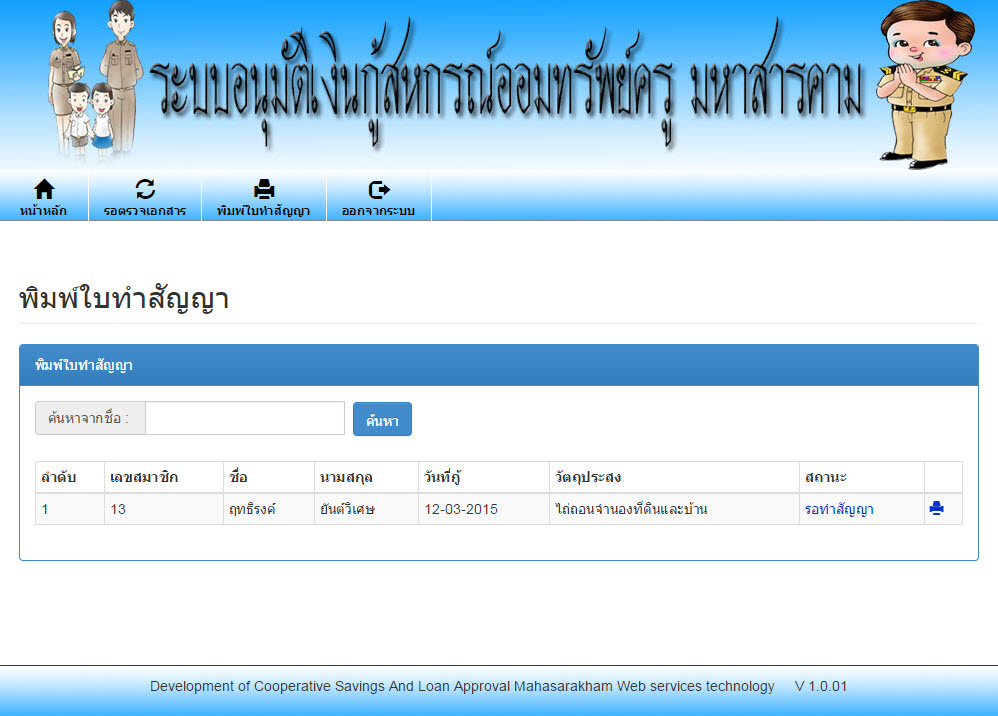 ระบบอนุมัติเงินกู้สหกรณ์ออมทรัพย์ครู มหาสารคาม
หน้าหลัก รอตรวจเอกสาร พิมพ์ใบทำสัญญา ออกจากระบบ
พิมพ์ใบทำสัญญา
พิมพ์ใบทำสัญญา
ค้นหาจากชื่อ : ค้นหา
ลำดับ เลขสมาชิก ชื่อ นามสกุล วันที่กู้ วัตถุประสง สถานะ
1 13 ฤทธิรงค์ ยันต์วิเศษ 12-03-2015 ไถ่ถอนจำนองที่ดินและบ้าน รอทำสัญญา
Development of Cooperative Savings And Loan Approval Mahasarakham Web services technology V 1.0.01